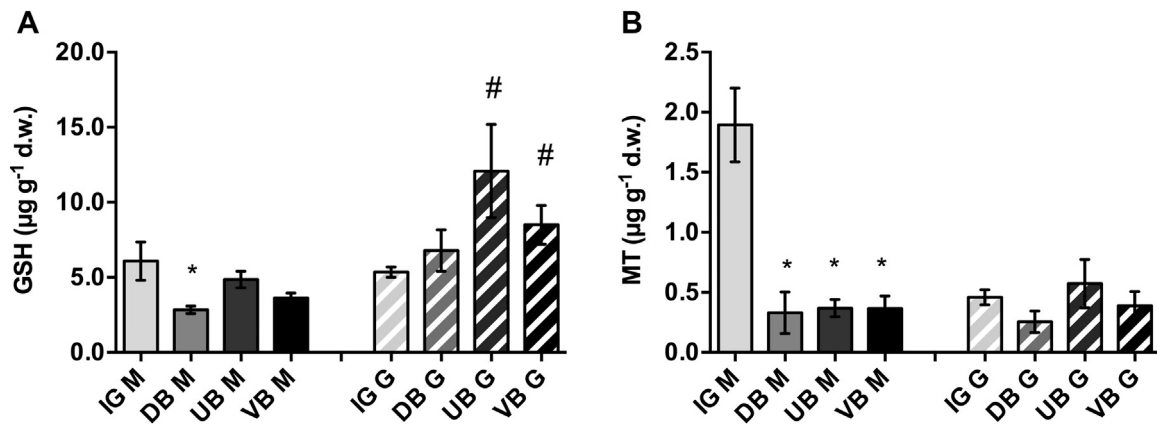 A
GSH (µg g-1 d.w.)
20.0
15.0
10.0
5.0
0.0
*
#
#
IG M
DB M
UB M
VB M
IG G
DB G
UB G
VB G
B
MT (µg g-1 d.w.)
2.5
2.0
1.5
1.0
0.5
0.0
*
*
*
IG M
DB M
UB M
VB M
IG G
DB G
UB G
VB G